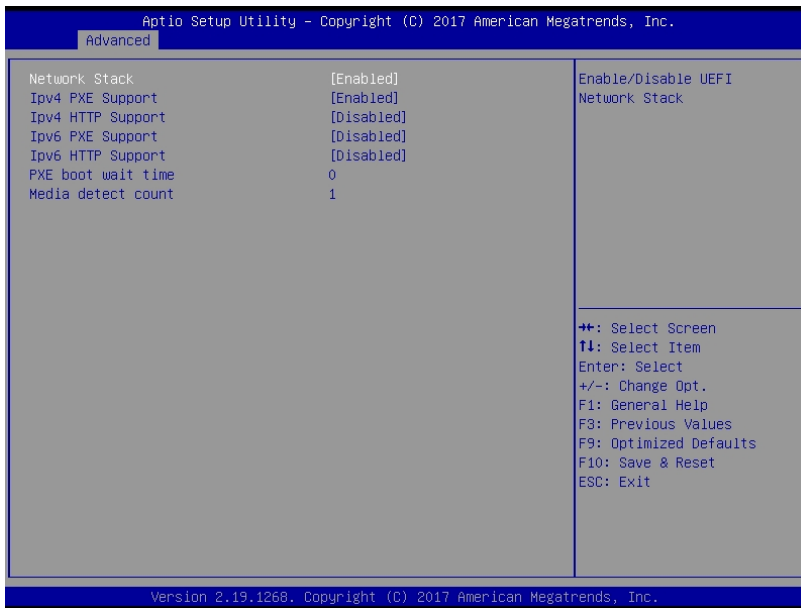 Aptio Setup Utility – Copyright (C) 2017 American Megatrends, Inc.
Advanced
Network Stack [Enabled]
Ipv4 PXE Support [Enabled]
Ipv4 HTTP Support [Disabled]
Ipv6 PXE Support [Disabled]
Ipv6 HTTP Support [Disabled]
PXE boot wait time 0
Media detect count 1
Enable/Disable UEFI
Network Stack
→←: Select Screen
↑↓: Select Item
Enter: Select
+/-: Change Opt.
F1: General Help
F3: Previous Values
F9: Optimized Defaults
F10: Save & Reset
ESC: Exit
Version 2.19.1268. Copyright (C) 2017 American Megatrends, Inc.